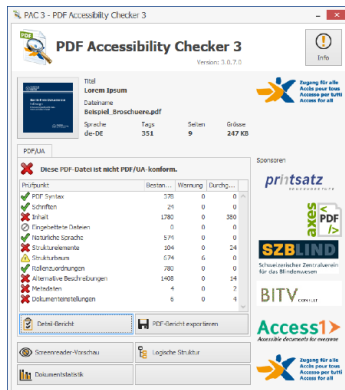 PAC 3 - PDF Accessibility Checker 3
PDF Accessibility Checker 3
Version: 3.0.7.0
Info
Titel
Lorem Ipsum
Dateiname
Beispiel_Broschuere.pdf
Sprache Tags Seiten Grösse
de-DE 351 9 247 KB
Zugang für alle
Accès pour tous
Accesso per tutti
Access for all
PDF/UA
Diese PDF-Datei ist nicht PDF/UA-konform.
Prüfpunkt Bestan... Warnung Durchg...
PDF Syntax 378 0 0
Schriften 24 0 0
Inhalt 1780 0 380
Eingebettete Dateien 0 0 0
Natürliche Sprache 574 0 0
Strukturelemente 104 0 24
Strukturbaum 674 6 0
Rollenzuordnungen 780 0 0
Alternative Beschreibungen 1408 0 14
Metadaten 4 0 2
Dokumenteinstellungen 6 0 4
Detail-Bericht
PDF-Bericht exportieren
Screenreader-Vorschau
Logische Struktur
Dokumentstatistik
Sponsoren
printsatz
axes
PDF
SZBLIND
Schweizerischer Zentralverein
für das Blindenwesen
BITV consult
Access1>
Accessible documents for everyone
Zugang für alle
Accès pour tous
Accesso per tutti
Access for all